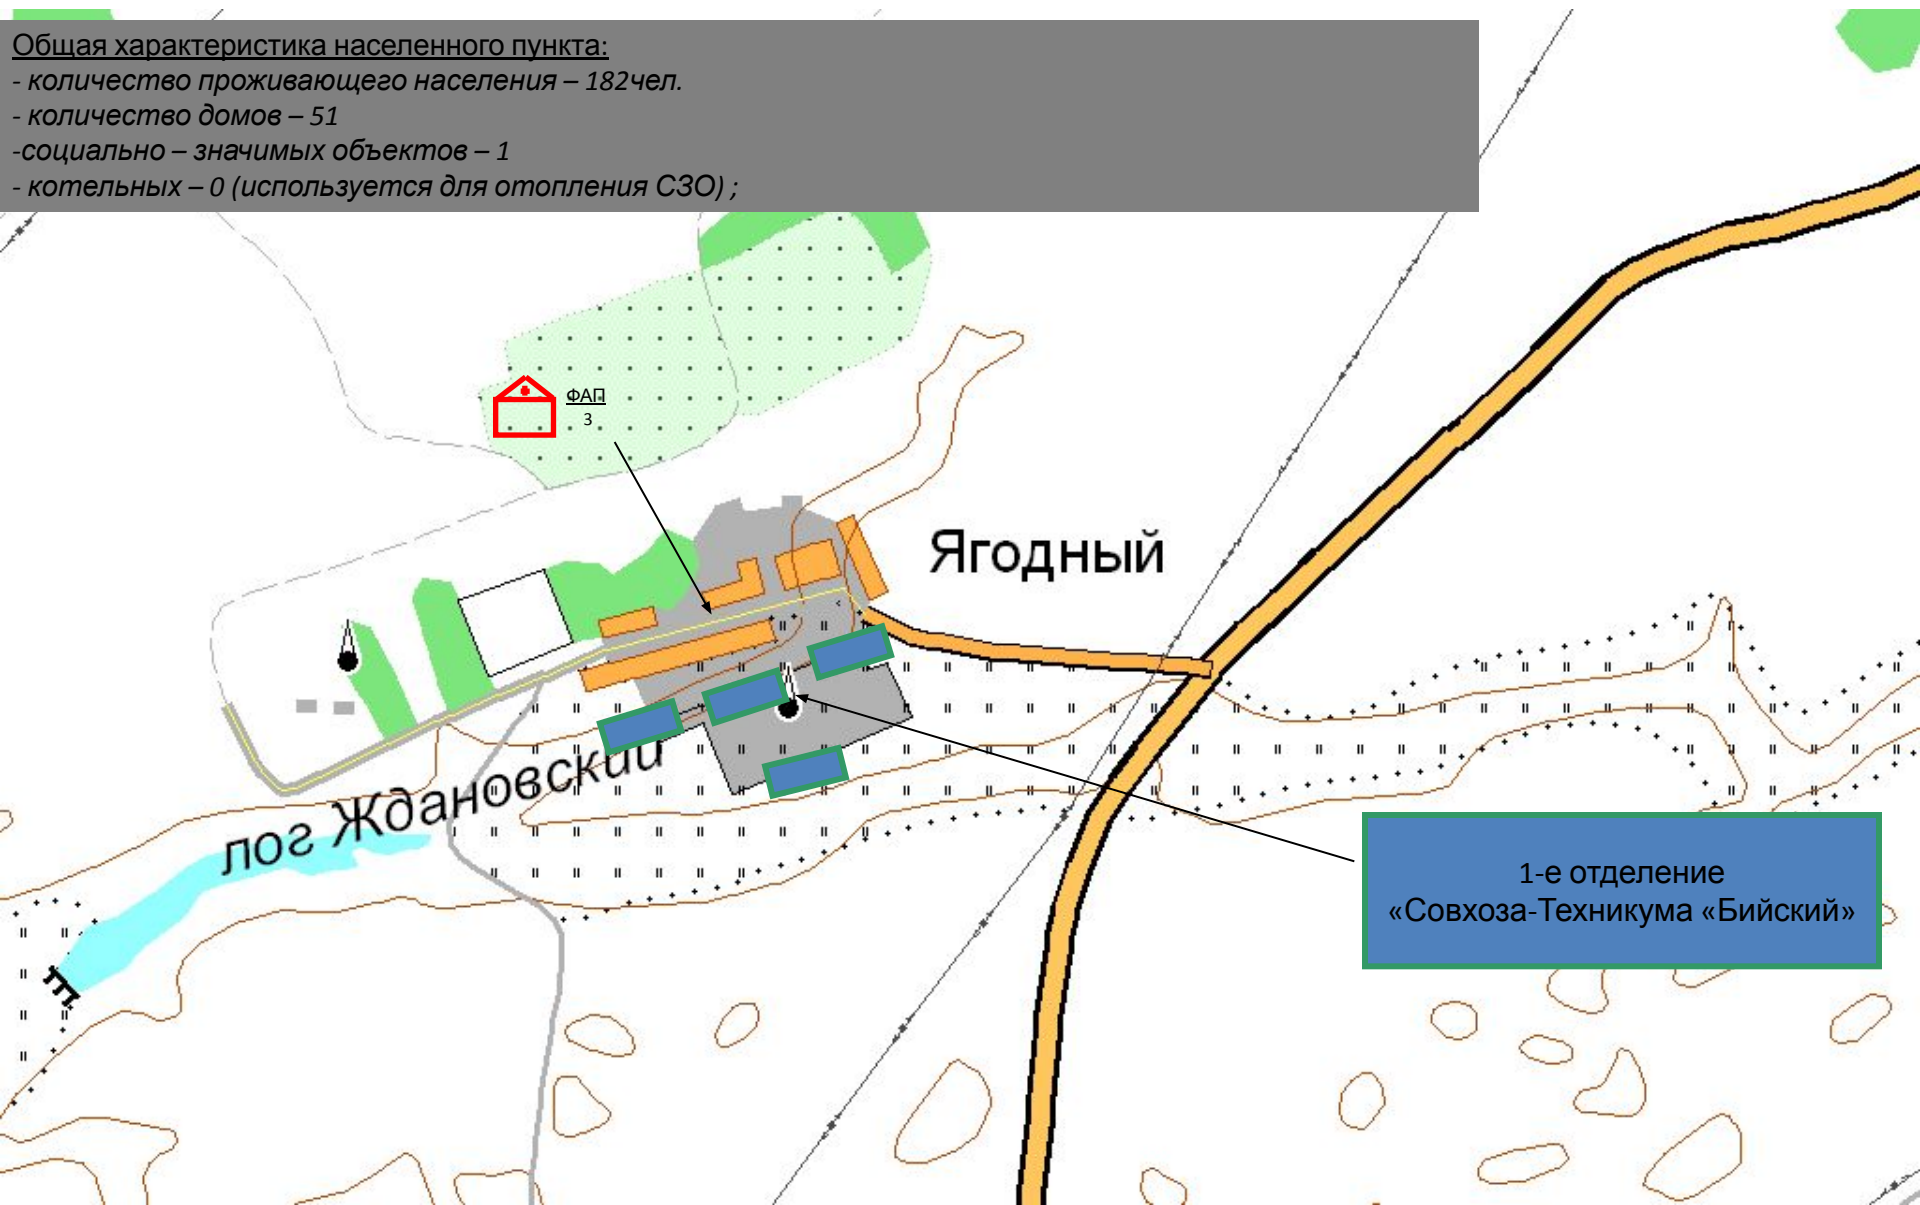 Общая характеристика населенного пункта:
- количество проживающего населения – 182чел.
- количество домов – 51
-социально – значимых объектов – 1
- котельных – 0 (используется для отопления СЗО) ;
ФАП
3
Ягодный
лог Ждановский
1-е отделение
«Совхоза-Техникума «Бийский»